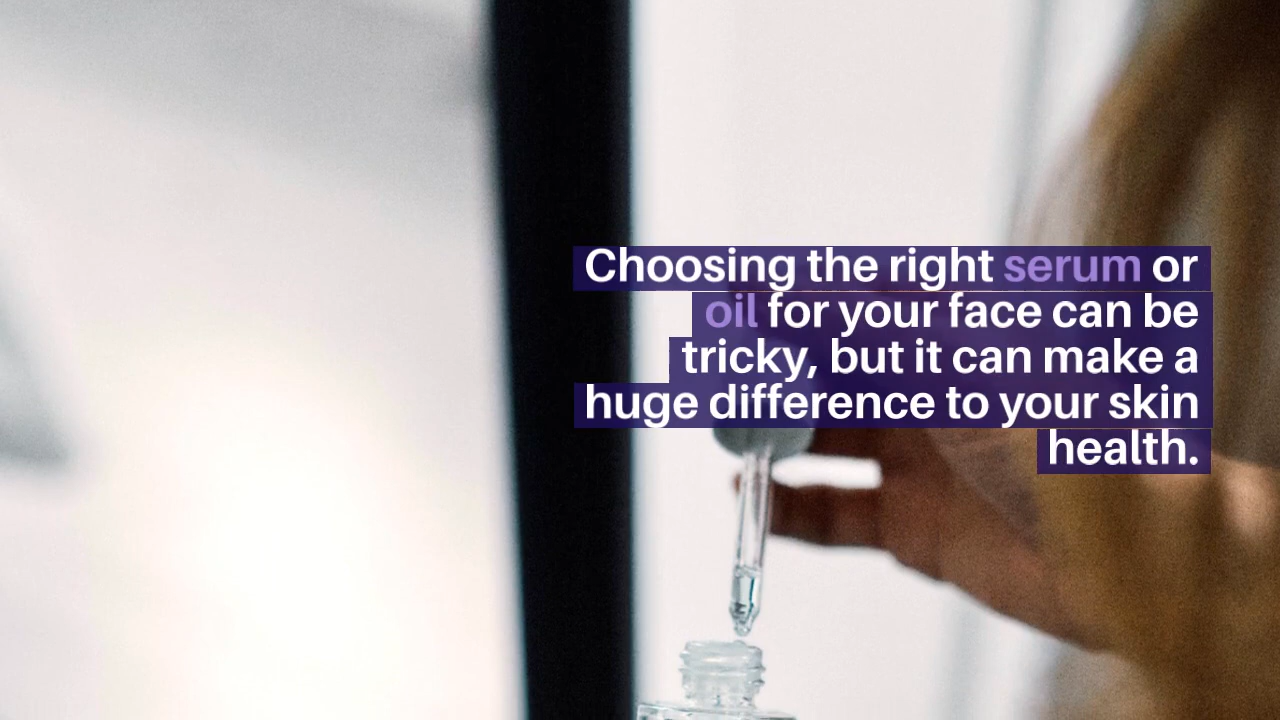 Choosing the right serum or
oil for your face can be
tricky, but it can make a
huge difference to your skin
health.